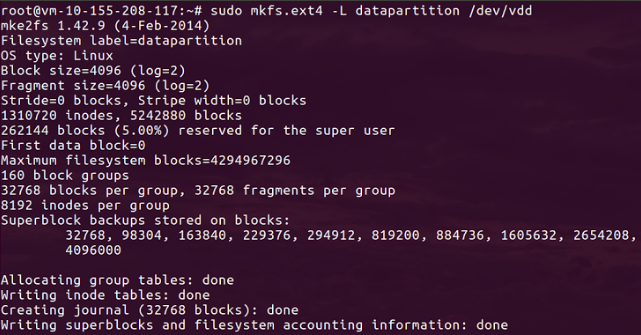 root@vm-10-155-208-117:~# sudo mkfs.ext4 -L datapartition /dev/vdd
mke2fs 1.42.9 (4-Feb-2014)
Filesystem label=datapartition
OS type: Linux
Block size=4096 (log=2)
Fragment size=4096 (log=2)
Stride=0 blocks, Stripe width=0 blocks
1310720 inodes, 5242880 blocks
262144 blocks (5.00%) reserved for the super user
First data block=0
Maximum filesystem blocks=4294967296
160 block groups
32768 blocks per group, 32768 fragments per group
8192 inodes per group
Superblock backups stored on blocks:
32768, 98304, 163840, 229376, 294912, 819200, 884736, 1605632, 2654208,
4096000
Allocating group tables: done
Writing inode tables: done
Creating journal (32768 blocks): done
Writing superblocks and filesystem accounting information: done